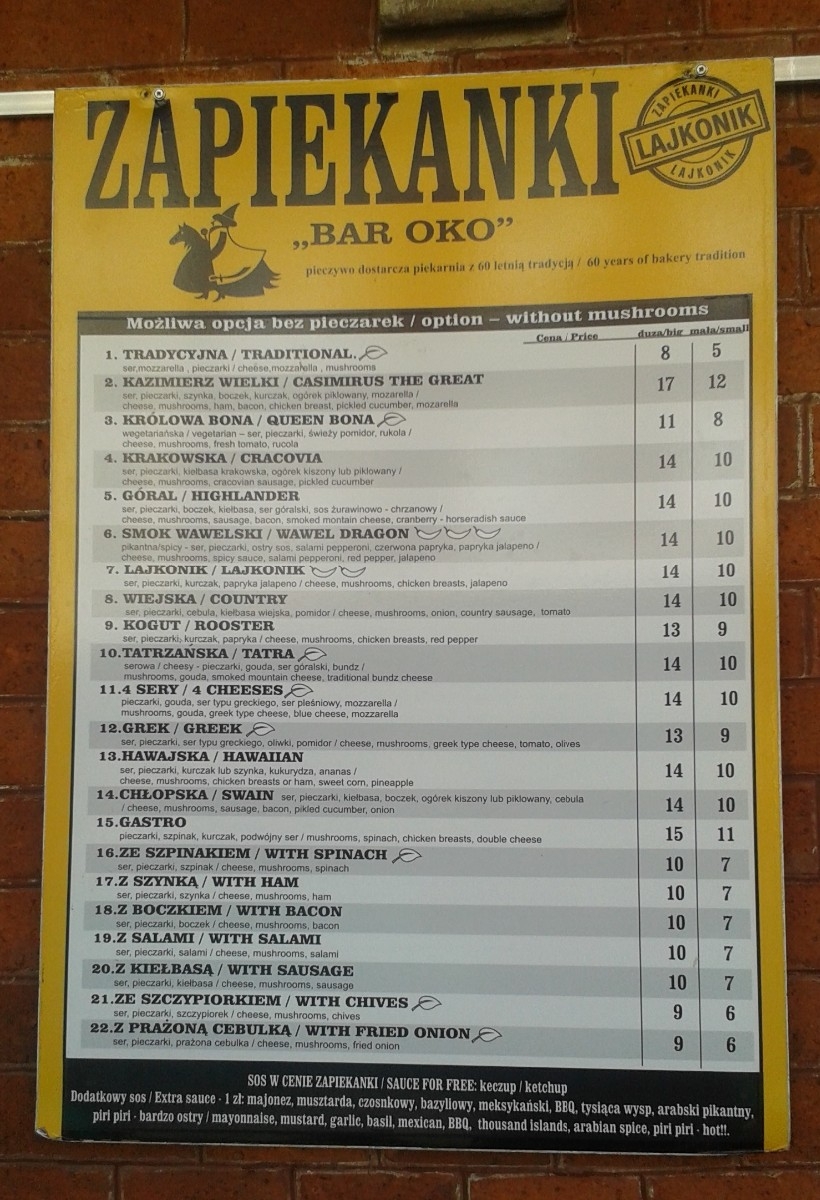 ZAPIEKANKI
ZAPIEKANKI
LAJKONIK
LAJKONIK
„BAR OKO”
pieczywo dostarcza piekarnia z 60 letnią tradycją / 60 years of bakery tradition
Możliwa opcja bez pieczarek / option – without mushrooms
Cena / Price duża/big mała/small
1. TRADYCYJNA / TRADITIONAL. 8 5
ser,mozzarella , pieczarki / cheese,mozzarella , mushrooms
2. KAZIMIERZ WIELKI / CASIMIRUS THE GREAT 17 12
ser, pieczarki, szynka, boczek, kurczak, ogórek piklowany, mozarella /
cheese, mushrooms, ham, bacon, chicken breast, pickled cucumber, mozarella
3. KRÓLOWA BONA / QUEEN BONA 11 8
wegetariańska / vegetarian – ser, pieczarki, świeży pomidor, rukola /
cheese, mushrooms, fresh tomato, rucola
4. KRAKOWSKA / CRACOVIA 14 10
ser, pieczarki, kiełbasa krakowska, ogórek kiszony lub piklowany /
cheese, mushrooms, cracovian sausage, pickled cucumber
5. GÓRAL / HIGHLANDER 14 10
ser, pieczarki, boczek, kiełbasa, ser góralski, sos żurawinowo - chrzanowy /
cheese, mushrooms, sausage, bacon, smoked montain cheese, cranberry - horseradish sauce
6. SMOK WAWELSKI / WAWEL DRAGON 14 10
pikantna/spicy - ser, pieczarki, ostry sos, salami pepperoni, czerwona papryka, papryka jalapeno /
cheese, mushrooms, spicy sauce, salami pepperoni, red pepper, jalapeno
7. LAJKONIK / LAJKONIK 14 10
ser, pieczarki, kurczak, papryka jalapeno / cheese, mushrooms, chicken breasts, jalapeno
8. WIEJSKA / COUNTRY 14 10
ser, pieczarki, cebula, kiełbasa wiejska, pomidor / cheese, mushrooms, onion, country sausage, tomato
9. KOGUT / ROOSTER 13 9
ser, pieczarki, kurczak, papryka / cheese, mushrooms, chicken breasts, red pepper
10.TATRZAŃSKA / TATRA 14 10
serowa / cheesy - pieczarki, gouda, ser góralski, bundz /
mushrooms, gouda, smoked mountain cheese, traditional bundz cheese
11.4 SERY / 4 CHEESES 14 10
pieczarki, gouda, ser typu greckiego, ser pleśniowy, mozzarella /
mushrooms, gouda, greek type cheese, blue cheese, mozzarella
12.GREK / GREEK 13 9
ser, pieczarki, ser typu greckiego, oliwki, pomidor / cheese, mushrooms, greek type cheese, tomato, olives
13.HAWAJSKA / HAWAIIAN 14 10
ser, pieczarki, kurczak lub szynka, kukurydza, ananas /
cheese, mushrooms, chicken breasts or ham, sweet corn, pineapple
14.CHŁOPSKA / SWAIN ser, pieczarki, kiełbasa, boczek, ogórek kiszony lub piklowany, cebula 14 10
/ cheese, mushrooms, sausage, bacon, pikled cucumber, onion
15.GASTRO 15 11
pieczarki, szpinak, kurczak, podwójny ser / mushrooms, spinach, chicken breasts, double cheese
16.ZE SZPINAKIEM / WITH SPINACH 10 7
ser, pieczarki, szpinak / cheese, mushrooms, spinach
17.Z SZYNKĄ / WITH HAM 10 7
ser, pieczarki, szynka / cheese, mushrooms, ham
18.Z BOCZKIEM / WITH BACON 10 7
ser, pieczarki, boczek / cheese, mushrooms, bacon
19.Z SALAMI / WITH SALAMI 10 7
ser, pieczarki, salami / cheese, mushrooms, salami
20.Z KIEŁBASĄ / WITH SAUSAGE 10 7
ser, pieczarki, kiełbasa / cheese, mushrooms, sausage
21.ZE SZCZYPIORKIEM / WITH CHIVES 9 6
ser, pieczarki, szczypiorek / cheese, mushrooms, chives
22.Z PRAŻONĄ CEBULKĄ / WITH FRIED ONION 9 6
ser, pieczarki, prażona cebulka / cheese, mushrooms, fried onion
SOS W CENIE ZAPIEKANKI / SAUCE FOR FREE: keczup / ketchup
Dodatkowy sos / Extra sauce - 1 zł: majonez, musztarda, czosnkowy, bazyliowy, meksykański, BBQ, tysiąca wysp, arabski pikantny,
piri piri - bardzo ostry / mayonnaise, mustard, garlic, basil, mexican, BBQ, thousand islands, arabian spice, piri piri - hot!!.